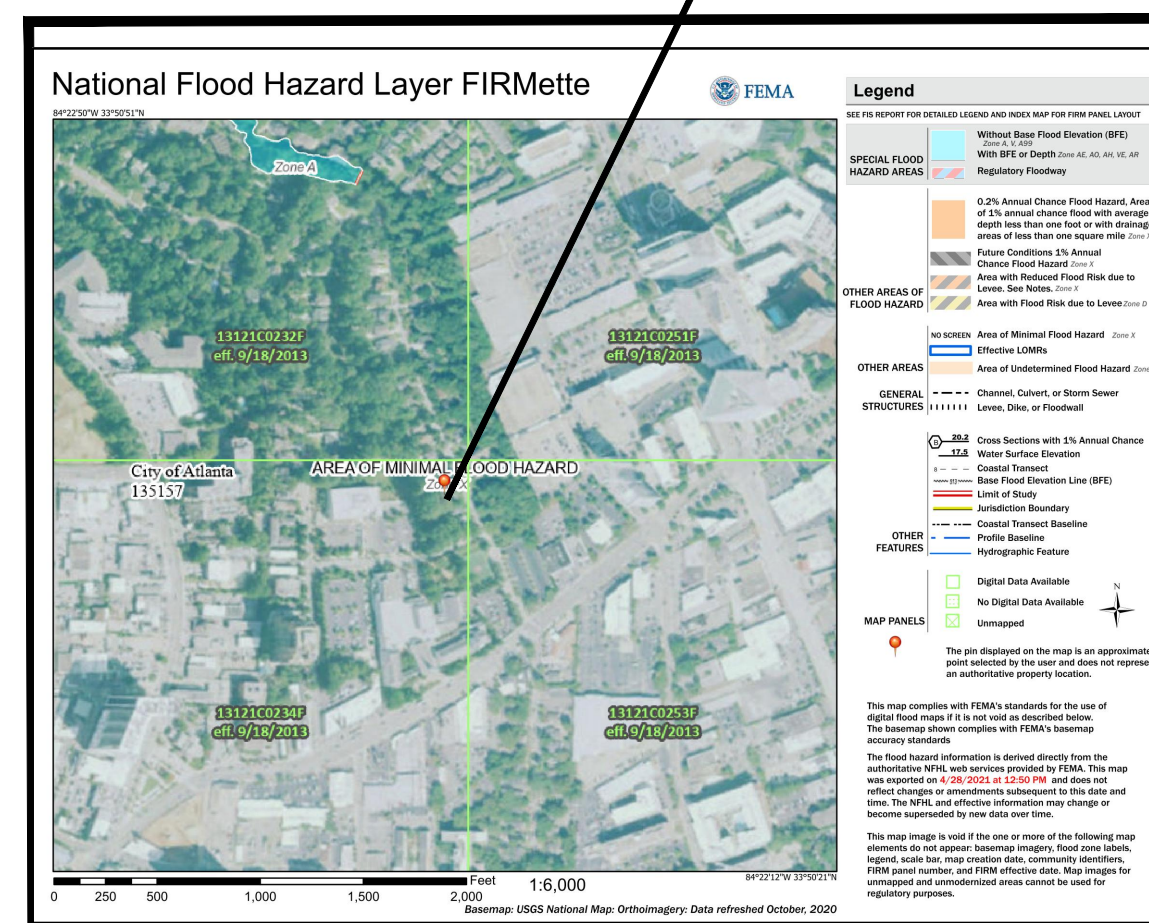 National Flood Hazard Layer FIRMette
FEMA
84°22'50"W 33°50'51"N
Zone A
13121C0232F
eff. 9/18/2013
13121C0251F
eff. 9/18/2013
City of Atlanta
135157
AREA OF MINIMAL FLOOD HAZARD
Zone X
13121C0234F
eff. 9/18/2013
13121C0253F
eff. 9/18/2013
84°22'12"W 33°50'21"N
Feet
1:6,000
0 250 500 1,000 1,500 2,000
Basemap: USGS National Map: Orthoimagery: Data refreshed October, 2020
Legend
SEE FIS REPORT FOR DETAILED LEGEND AND INDEX MAP FOR FIRM PANEL LAYOUT
SPECIAL FLOOD
HAZARD AREAS
Without Base Flood Elevation (BFE)
Zone A, V, A99
With BFE or Depth Zone AE, AO, AH, VE, AR
Regulatory Floodway
OTHER AREAS OF
FLOOD HAZARD
0.2% Annual Chance Flood Hazard, Area
of 1% annual chance flood with average
depth less than one foot or with drainag
areas of less than one square mile Zone
Future Conditions 1% Annual
Chance Flood Hazard Zone X
Area with Reduced Flood Risk due to
Levee. See Notes. Zone X
Area with Flood Risk due to Levee Zone D
OTHER AREAS
NO SCREEN Area of Minimal Flood Hazard Zone X
Effective LOMRs
Area of Undetermined Flood Hazard Zone
GENERAL
STRUCTURES
Channel, Culvert, or Storm Sewer
Levee, Dike, or Floodwall
OTHER
FEATURES
B 20.2 Cross Sections with 1% Annual Chance
17.5 Water Surface Elevation
8 Coastal Transect
513 Base Flood Elevation Line (BFE)
Limit of Study
Jurisdiction Boundary
Coastal Transect Baseline
Profile Baseline
Hydrographic Feature
MAP PANELS
Digital Data Available
No Digital Data Available
Unmapped
N
The pin displayed on the map is an approximate
point selected by the user and does not represe
an authoritative property location.
This map complies with FEMA's standards for the use of
digital flood maps if it is not void as described below.
The basemap shown complies with FEMA's basemap
accuracy standards
The flood hazard information is derived directly from the
authoritative NFHL web services provided by FEMA. This map
was exported on 4/28/2021 at 12:50 PM and does not
reflect changes or amendments subsequent to this date and
time. The NFHL and effective information may change or
become superseded by new data over time.
This map image is void if the one or more of the following map
elements do not appear: basemap imagery, flood zone labels,
legend, scale bar, map creation date, community identifiers,
FIRM panel number, and FIRM effective date. Map images for
unmapped and unmodernized areas cannot be used for
regulatory purposes.